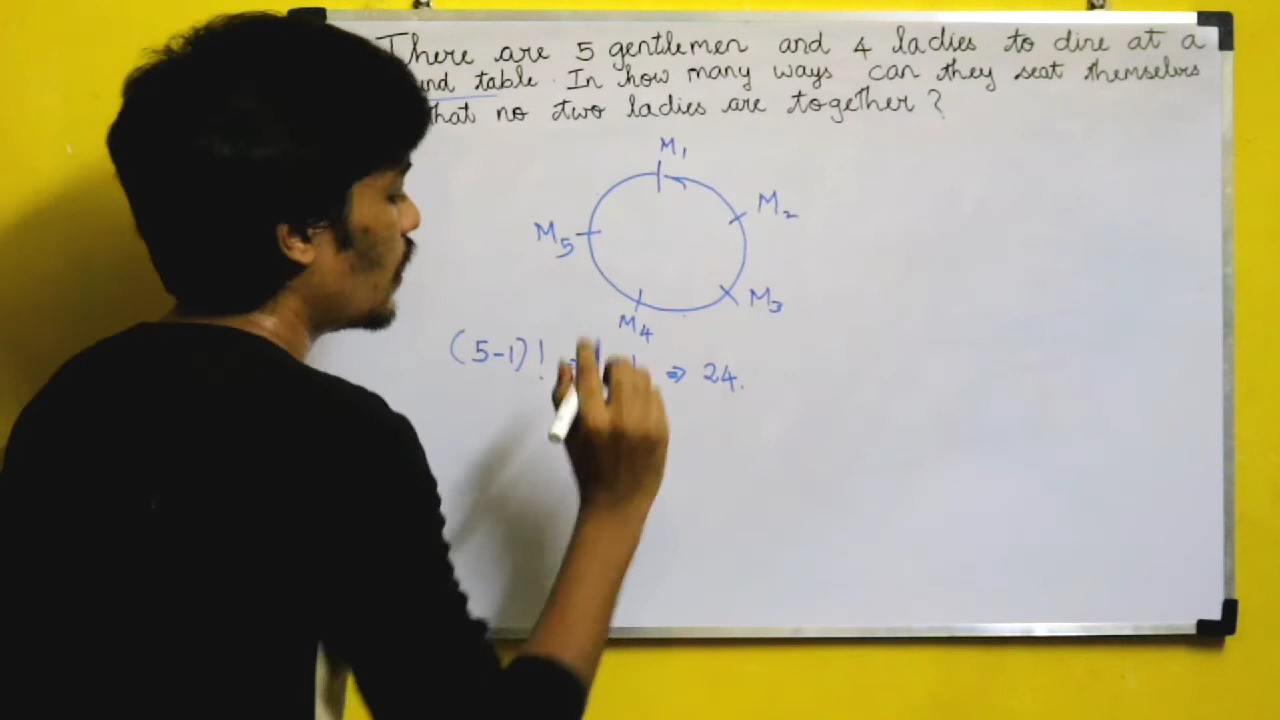 There are 5 gentlemen and 4 ladies to dine at a
und table. In how many ways can they seat themselves
that no two ladies are together?
M1
M2
M5
M3
M4
(5-1)! ⇒ 24.